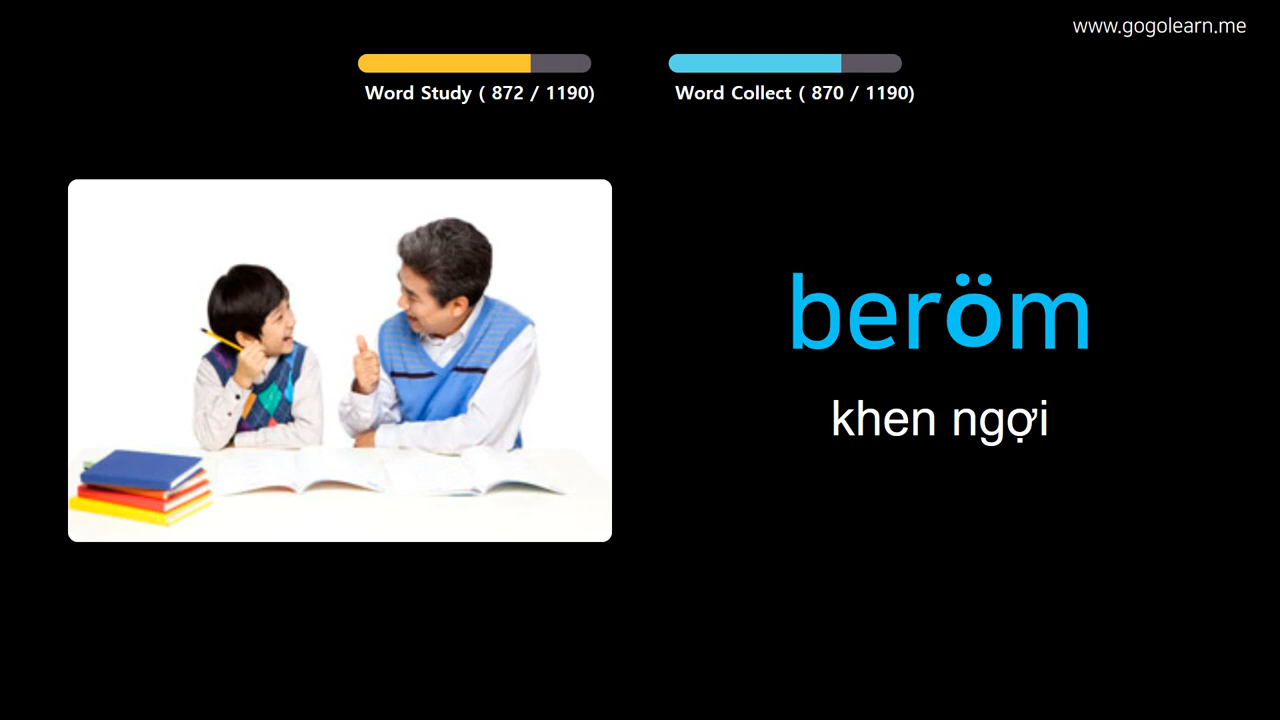 www.gogolearn.me
Word Study ( 872 / 1190)
Word Collect ( 870 / 1190)
beröm
khen ngợi